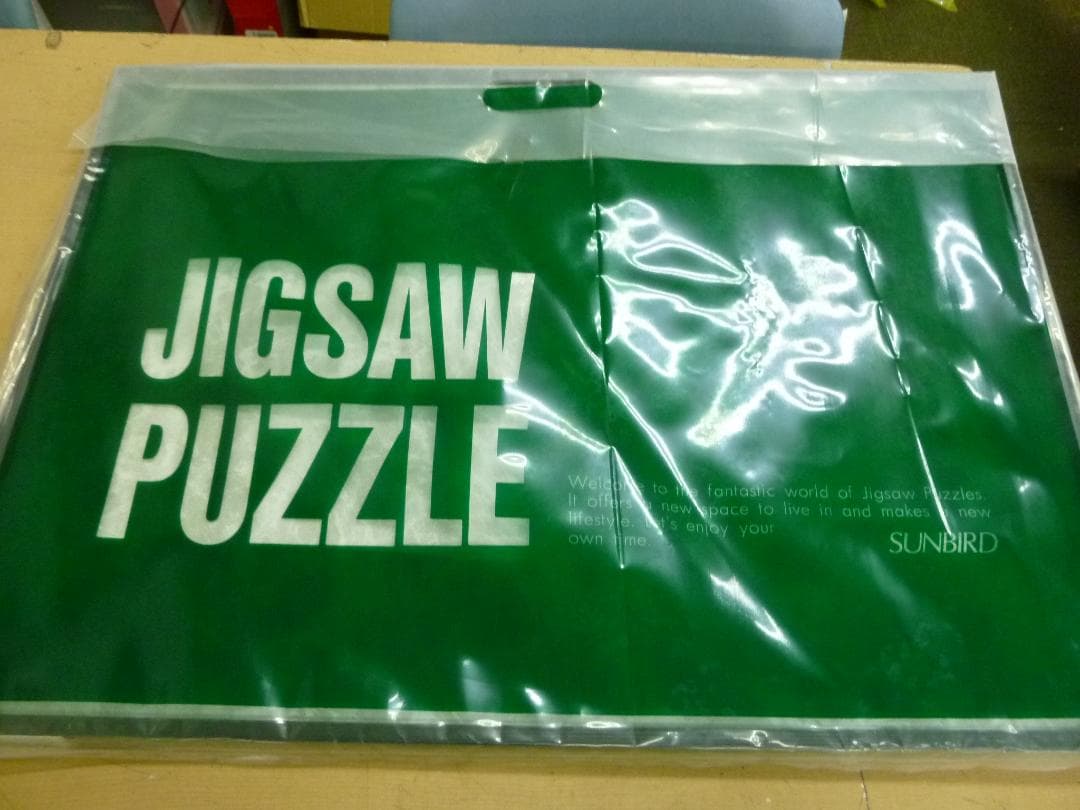 JIGSAW
PUZZLE
Welcome to the fantastic world of Jigsaw Puzzles.
It offers a new space to live in and makes a new
lifestyle. Let's enjoy your
own time.
SUNBIRD